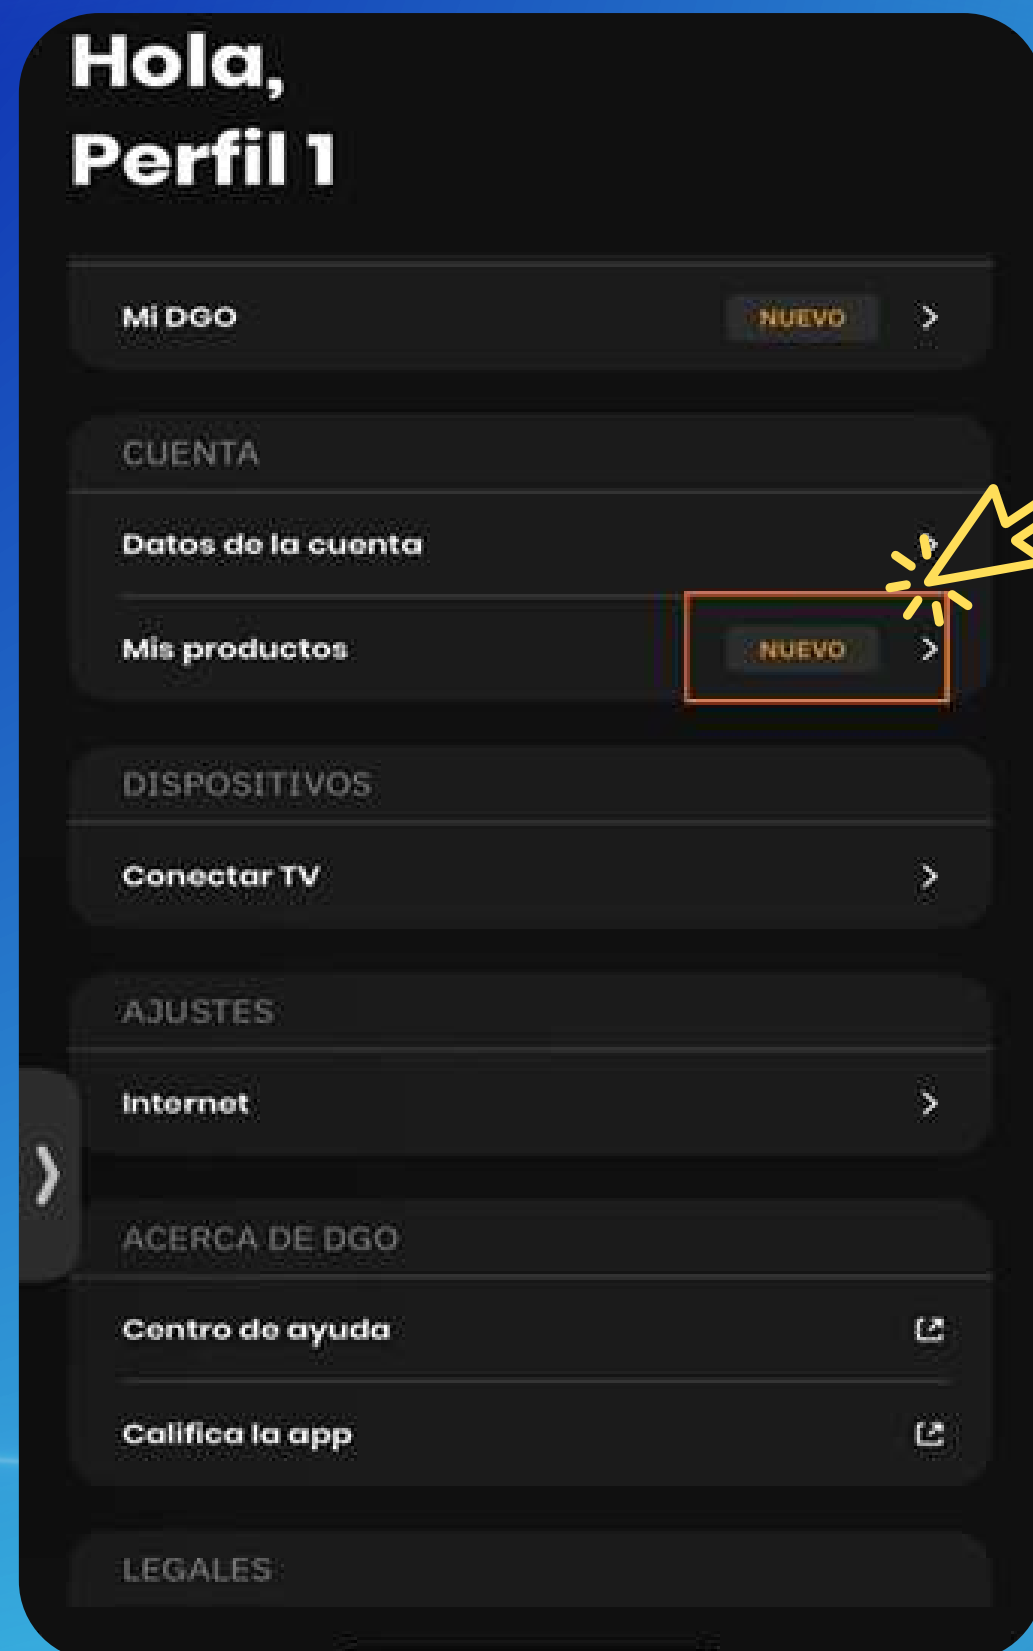 Hola,
Perfil 1
Mi DGO NUEVO
CUENTA
Datos de la cuenta
Mis productos NUEVO
DISPOSITIVOS
Conectar TV
AJUSTES
Internet
ACERCA DE DGO
Centro de ayuda
Califica la app
LEGALES